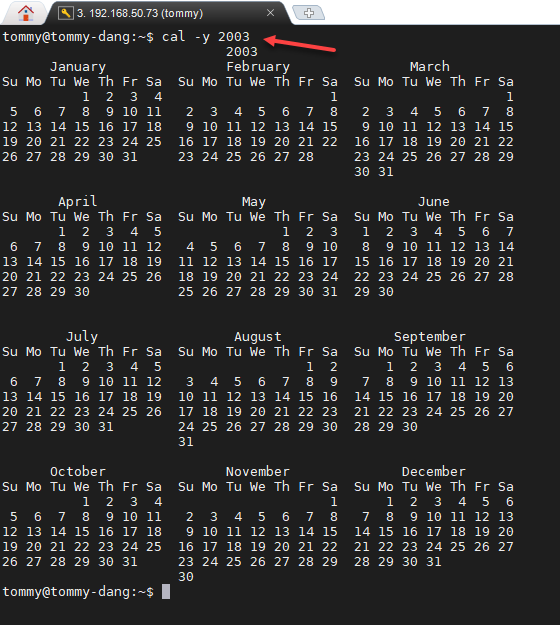 3. 192.168.50.73 (tommy)
tommy@tommy-dang:~$ cal -y 2003
                            2003
      January               February               March
Su Mo Tu We Th Fr Sa  Su Mo Tu We Th Fr Sa  Su Mo Tu We Th Fr Sa
          1  2  3  4                     1                     1
 5  6  7  8  9 10 11   2  3  4  5  6  7  8   2  3  4  5  6  7  8
12 13 14 15 16 17 18   9 10 11 12 13 14 15   9 10 11 12 13 14 15
19 20 21 22 23 24 25  16 17 18 19 20 21 22  16 17 18 19 20 21 22
26 27 28 29 30 31     23 24 25 26 27 28     23 24 25 26 27 28 29
                                            30 31
       April                  May                   June
Su Mo Tu We Th Fr Sa  Su Mo Tu We Th Fr Sa  Su Mo Tu We Th Fr Sa
       1  2  3  4  5               1  2  3   1  2  3  4  5  6  7
 6  7  8  9 10 11 12   4  5  6  7  8  9 10   8  9 10 11 12 13 14
13 14 15 16 17 18 19  11 12 13 14 15 16 17  15 16 17 18 19 20 21
20 21 22 23 24 25 26  18 19 20 21 22 23 24  22 23 24 25 26 27 28
27 28 29 30           25 26 27 28 29 30 31  29 30
        July                 August              September
Su Mo Tu We Th Fr Sa  Su Mo Tu We Th Fr Sa  Su Mo Tu We Th Fr Sa
       1  2  3  4  5                  1  2      1  2  3  4  5  6
 6  7  8  9 10 11 12   3  4  5  6  7  8  9   7  8  9 10 11 12 13
13 14 15 16 17 18 19  10 11 12 13 14 15 16  14 15 16 17 18 19 20
20 21 22 23 24 25 26  17 18 19 20 21 22 23  21 22 23 24 25 26 27
27 28 29 30 31        24 25 26 27 28 29 30  28 29 30
                      31
      October               November              December
Su Mo Tu We Th Fr Sa  Su Mo Tu We Th Fr Sa  Su Mo Tu We Th Fr Sa
          1  2  3  4                     1      1  2  3  4  5  6
 5  6  7  8  9 10 11   2  3  4  5  6  7  8   7  8  9 10 11 12 13
12 13 14 15 16 17 18   9 10 11 12 13 14 15  14 15 16 17 18 19 20
19 20 21 22 23 24 25  16 17 18 19 20 21 22  21 22 23 24 25 26 27
26 27 28 29 30 31     23 24 25 26 27 28 29  28 29 30 31
                      30
tommy@tommy-dang:~$